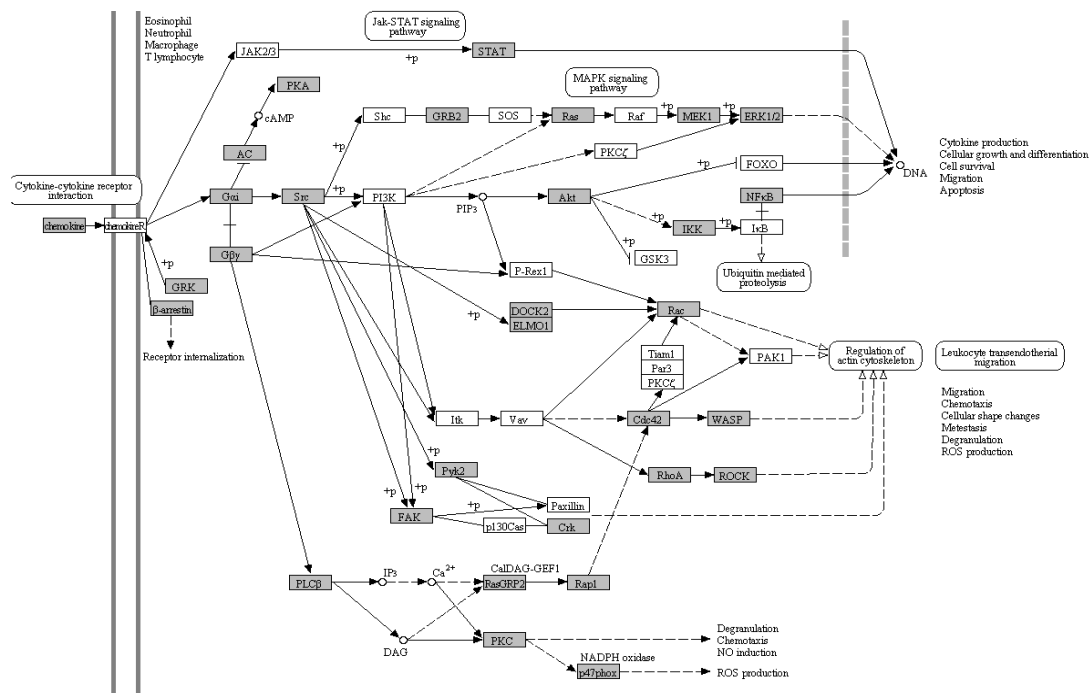 Eosinophil
Neutrophil
Macrophage
T lymphocyte
Jak-STAT signaling
pathway
JAK2/3
+p
STAT
PKA
cAMP
AC
MAPK signaling
pathway
+p
Shc
GRB2
SOS
Ras
Raf
+p
MEK1
+p
ERK1/2
PKCζ
+p
FOXO
DNA
Cytokine production
Cellular growth and differentiation
Cell survival
Migration
Apoptosis
Cytokine-cytokine receptor
interaction
chemokine
chemokineR
Gαi
Src
+p
PI3K
PIP3
Akt
NFκB
+p
IKK
+p
IκB
+p
GSK3
Gβγ
+p
GRK
β-arrestin
Receptor internalization
P-Rex1
Ubiquitin mediated
proteolysis
DOCK2
+p
ELMO1
Rac
Tiam1
Par3
PKCζ
PAK1
Regulation of
actin cytoskeleton
Leukocyte transendotherial
migration
Itk
Vav
Cdc42
WASP
Migration
Chemotaxis
Cellular shape changes
Metestasis
Degranulation
ROS production
+p
Pyk2
RhoA
ROCK
+p
+p
FAK
+p
Paxillin
p130Cas
Crk
PLCβ
IP3
Ca2+
CalDAG-GEF1
RasGRP2
Rap1
DAG
PKC
Degranulation
Chemotaxis
NO induction
NADPH oxidase
p47phox
ROS production